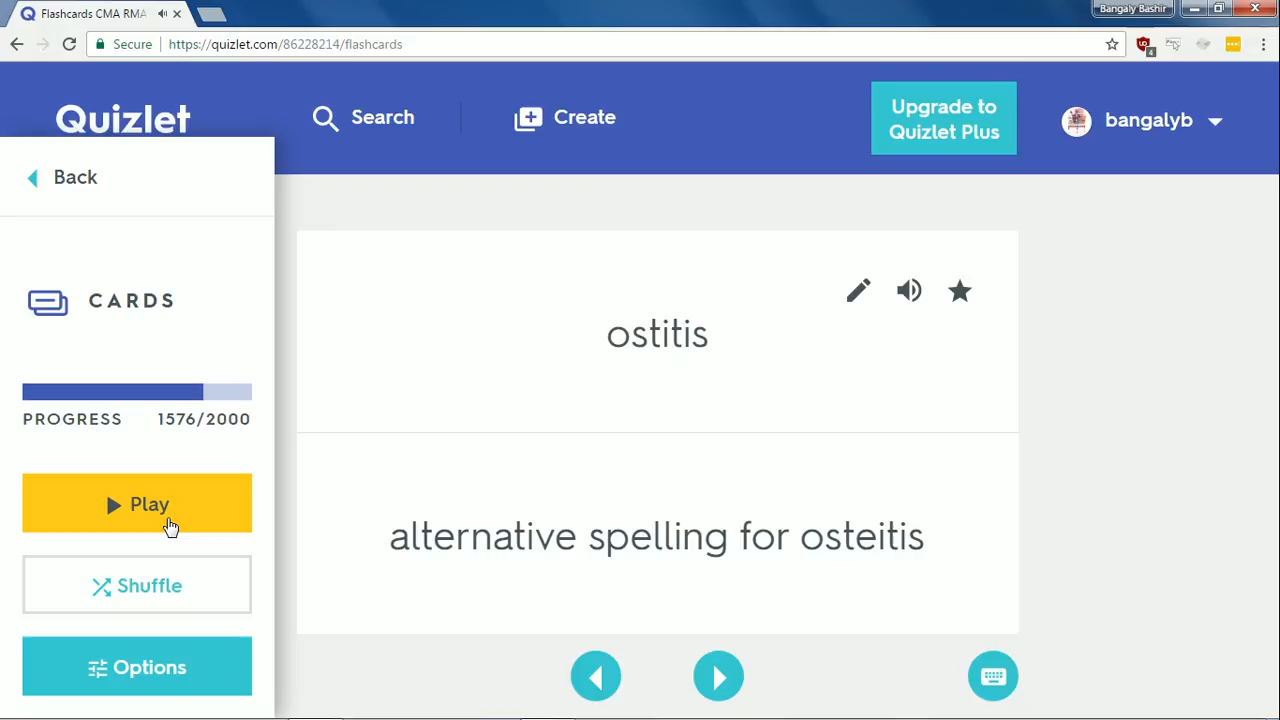 Flashcards CMA RMA
Bangaly Bashir
Secure
https://quizlet.com/86228214/flashcards
4
Quizlet
Search
Create
Upgrade to
Quizlet Plus
bangalyb
Back
CARDS
PROGRESS 1576/2000
Play
Shuffle
Options
ostitis
alternative spelling for osteitis